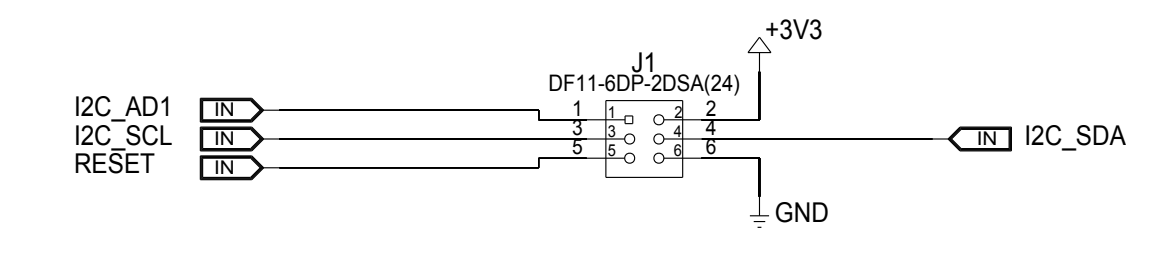 +3V3
J1
DF11-6DP-2DSA(24)
I2C_AD1 IN 1 1 2 2
I2C_SCL IN 3 3 4 4 IN I2C_SDA
RESET IN 5 5 6 6
GND